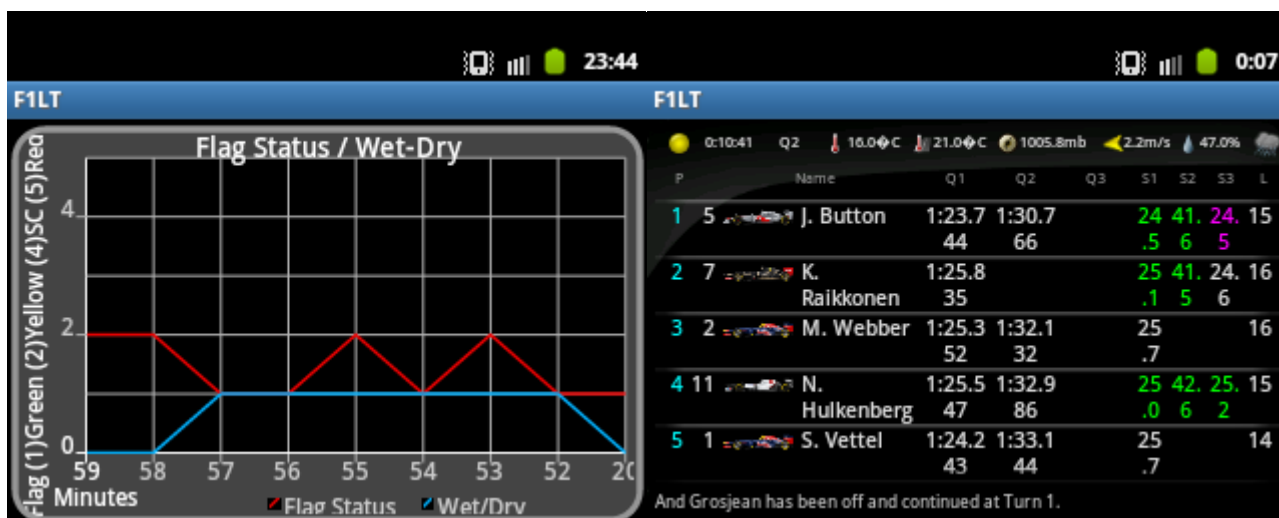 23:44
F1LT
Flag Status / Wet-Dry
Flag (1)Green (2)Yellow (4)SC (5)Red
4
2
0
59 58 57 56 55 54 53 52
Minutes
Flag Status Wet/Dry
0:07
F1LT
0:10:41 Q2 16.0�C 21.0�C 1005.8mb 2.2m/s 47.0%
P Name Q1 Q2 Q3 S1 S2 S3 L
1 5 J. Button 1:23.7 1:30.7 24 41. 24. 15
44 66 .5 6 5
2 7 K. 1:25.8 25 41. 24. 16
Raikkonen 35 .1 5 6
3 2 M. Webber 1:25.3 1:32.1 25 16
52 32 .7
4 11 N. 1:25.5 1:32.9 25 42. 25. 15
Hulkenberg 47 86 .0 6 2
5 1 S. Vettel 1:24.2 1:33.1 25 14
43 44 .7
And Grosjean has been off and continued at Turn 1.